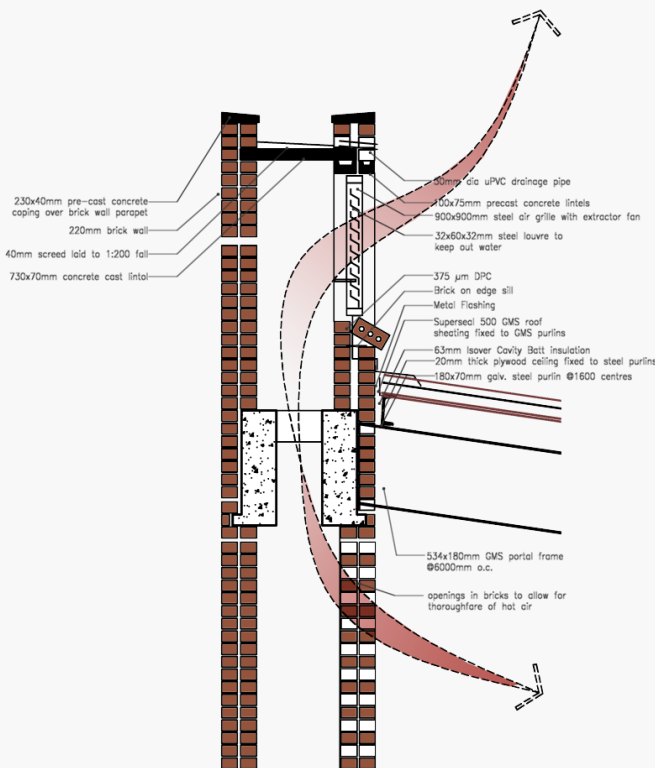 230x40mm pre-cast concrete
coping over brick wall parapet
220mm brick wall
40mm screed laid to 1:200 fall
730x70mm concrete cast lintol
50mm dia uPVC drainage pipe
100x75mm precast concrete lintels
900x900mm steel air grille with extractor fan
32x60x32mm steel louvre to
keep out water
375 µm DPC
Brick on edge sill
Metal Flashing
Superseal 500 GMS roof
sheating fixed to GMS purlins
63mm Isover Cavity Batt insulation
20mm thick plywood ceiling fixed to steel purlins
180x70mm galv. steel purlin @1600 centres
534x180mm GMS portal frame
@6000mm o.c.
openings in bricks to allow for
thoroughfare of hot air